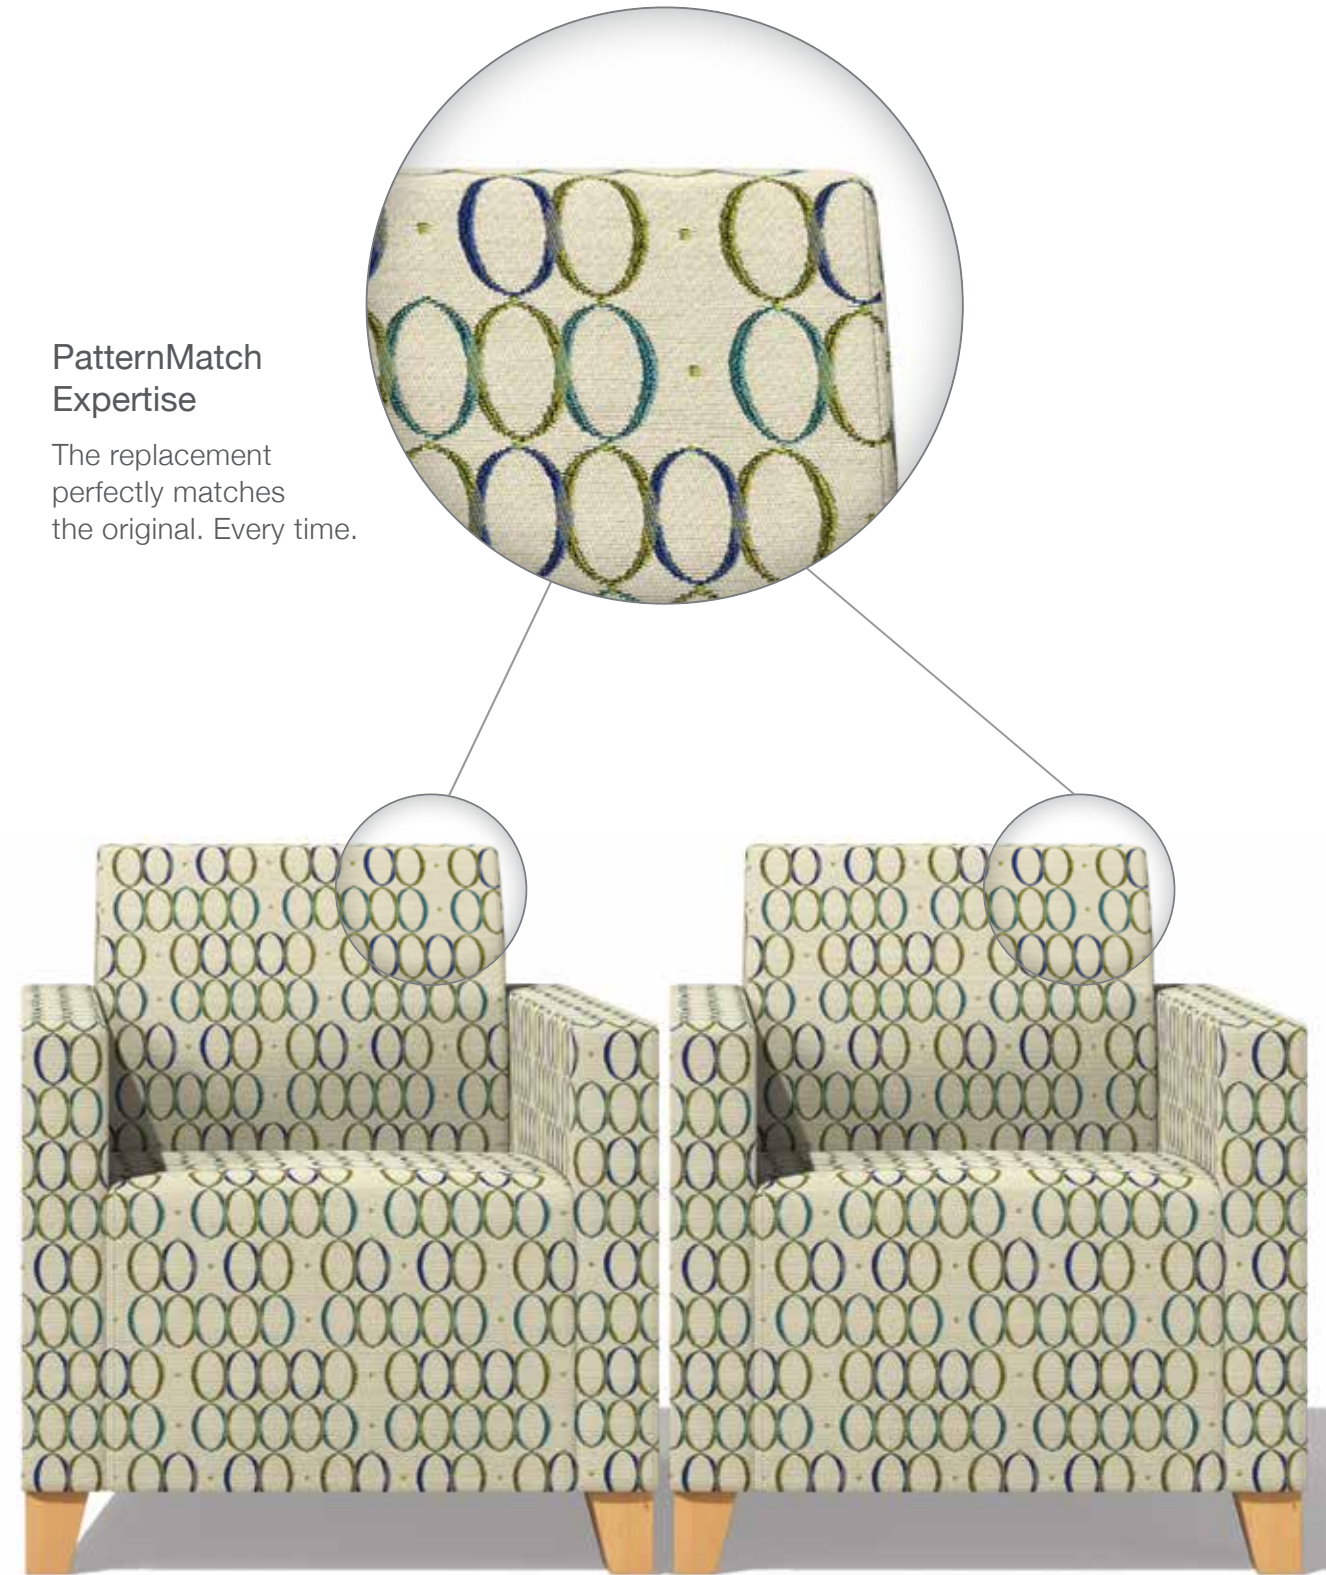 PatternMatch
Expertise
The replacement
perfectly matches
the original. Every time.